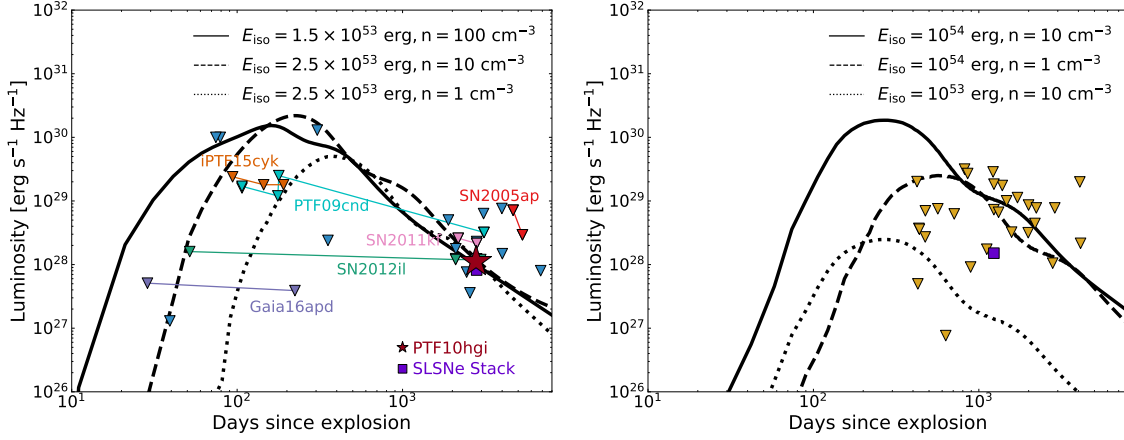 10^32
10^31
10^30
10^29
10^28
10^27
10^26
Luminosity [erg s^−1 Hz^−1]
E_iso = 1.5 × 10^53 erg, n = 100 cm^−3
E_iso = 2.5 × 10^53 erg, n = 10 cm^−3
E_iso = 2.5 × 10^53 erg, n = 1 cm^−3
iPTF15cyk
PTF09cnd
SN2005ap
SN2011kf
SN2012il
Gaia16apd
PTF10hgi
SLSNe Stack
10^1
10^2
10^3
Days since explosion
10^32
10^31
10^30
10^29
10^28
10^27
10^26
Luminosity [erg s^−1 Hz^−1]
E_iso = 10^54 erg, n = 10 cm^−3
E_iso = 10^54 erg, n = 1 cm^−3
E_iso = 10^53 erg, n = 10 cm^−3
10^1
10^2
10^3
Days since explosion